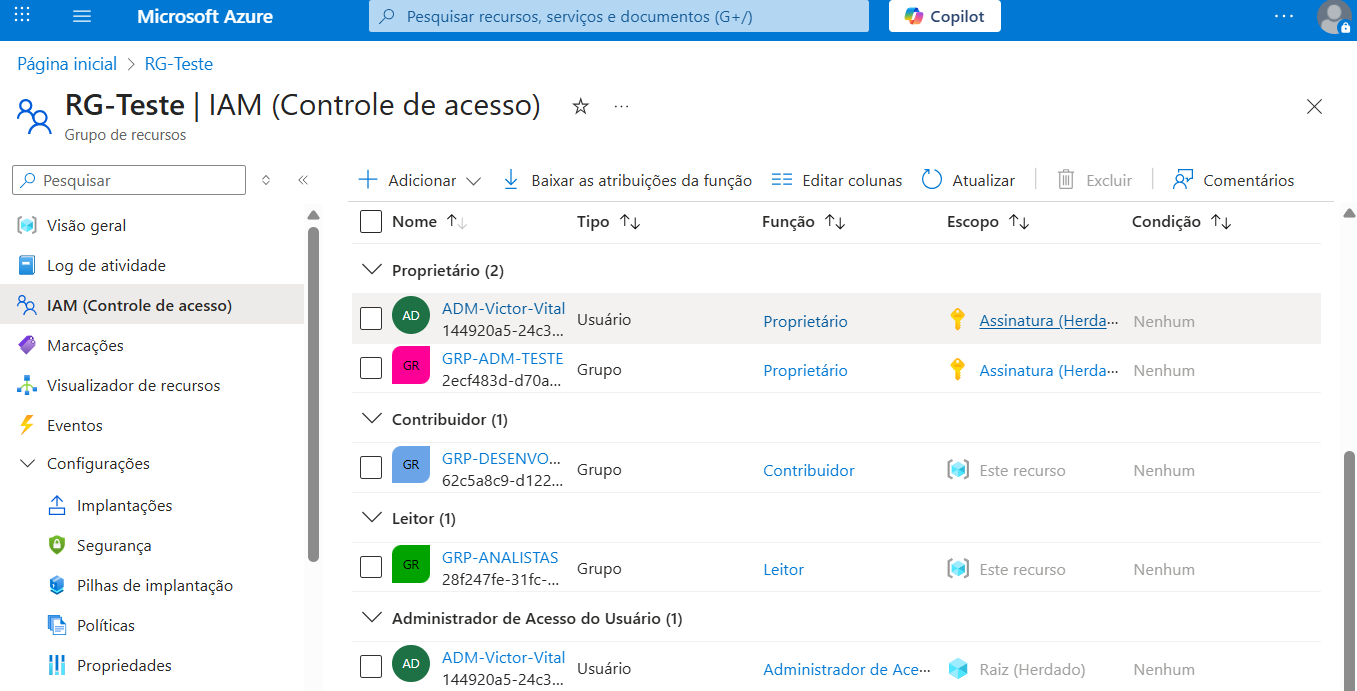 Microsoft Azure
Pesquisar recursos, serviços e documentos (G+/)
Copilot
Página inicial > RG-Teste
RG-Teste | IAM (Controle de acesso)
Grupo de recursos
Pesquisar
Adicionar
Baixar as atribuições da função
Editar colunas
Atualizar
Excluir
Comentários
Visão geral
Log de atividade
IAM (Controle de acesso)
Marcações
Visualizador de recursos
Eventos
Configurações
Implantações
Segurança
Pilhas de implantação
Políticas
Propriedades
Nome Tipo Função Escopo Condição
Proprietário (2)
AD ADM-Victor-Vital Usuário Proprietário Assinatura (Herda... Nenhum
144920a5-24c3...
GR GRP-ADM-TESTE Grupo Proprietário Assinatura (Herda... Nenhum
2ecf483d-d70a...
Contribuidor (1)
GR GRP-DESENVO... Grupo Contribuidor Este recurso Nenhum
62c5a8c9-d122...
Leitor (1)
GR GRP-ANALISTAS Grupo Leitor Este recurso Nenhum
28f247fe-31fc-...
Administrador de Acesso do Usuário (1)
AD ADM-Victor-Vital Usuário Administrador de Ace... Raiz (Herdado) Nenhum
144920a5-24c3...